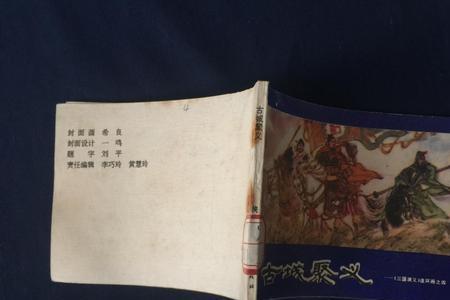 4
封面画 希良
封面设计 一鸣
题字 刘平
责任编辑 李巧玲 黄慧玲
古城聚义
古城聚义
——《三国演义》连环画之四